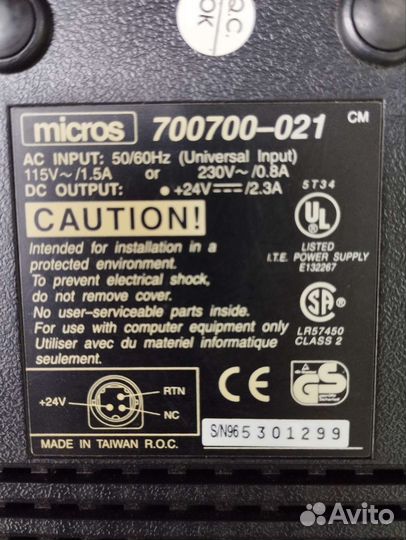 Q.C.
OK
micros 700700-021 CM
AC INPUT: 50/60Hz (Universal Input)
115V~/1.5A or 230V~/0.8A
DC OUTPUT: +24V⎓/2.3A
5T34
CAUTION!
UL
LISTED
I.T.E. POWER SUPPLY
E132267
Intended for installation in a
protected environment.
To prevent electrical shock,
do not remove cover.
No user-serviceable parts inside.
For use with computer equipment only
Utiliser avec du materiel informatique
seulement.
SA
LR57450
CLASS 2
+24V
RTN
NC
CE
GS
S/N965301299
MADE IN TAIWAN R.O.C.
Avito